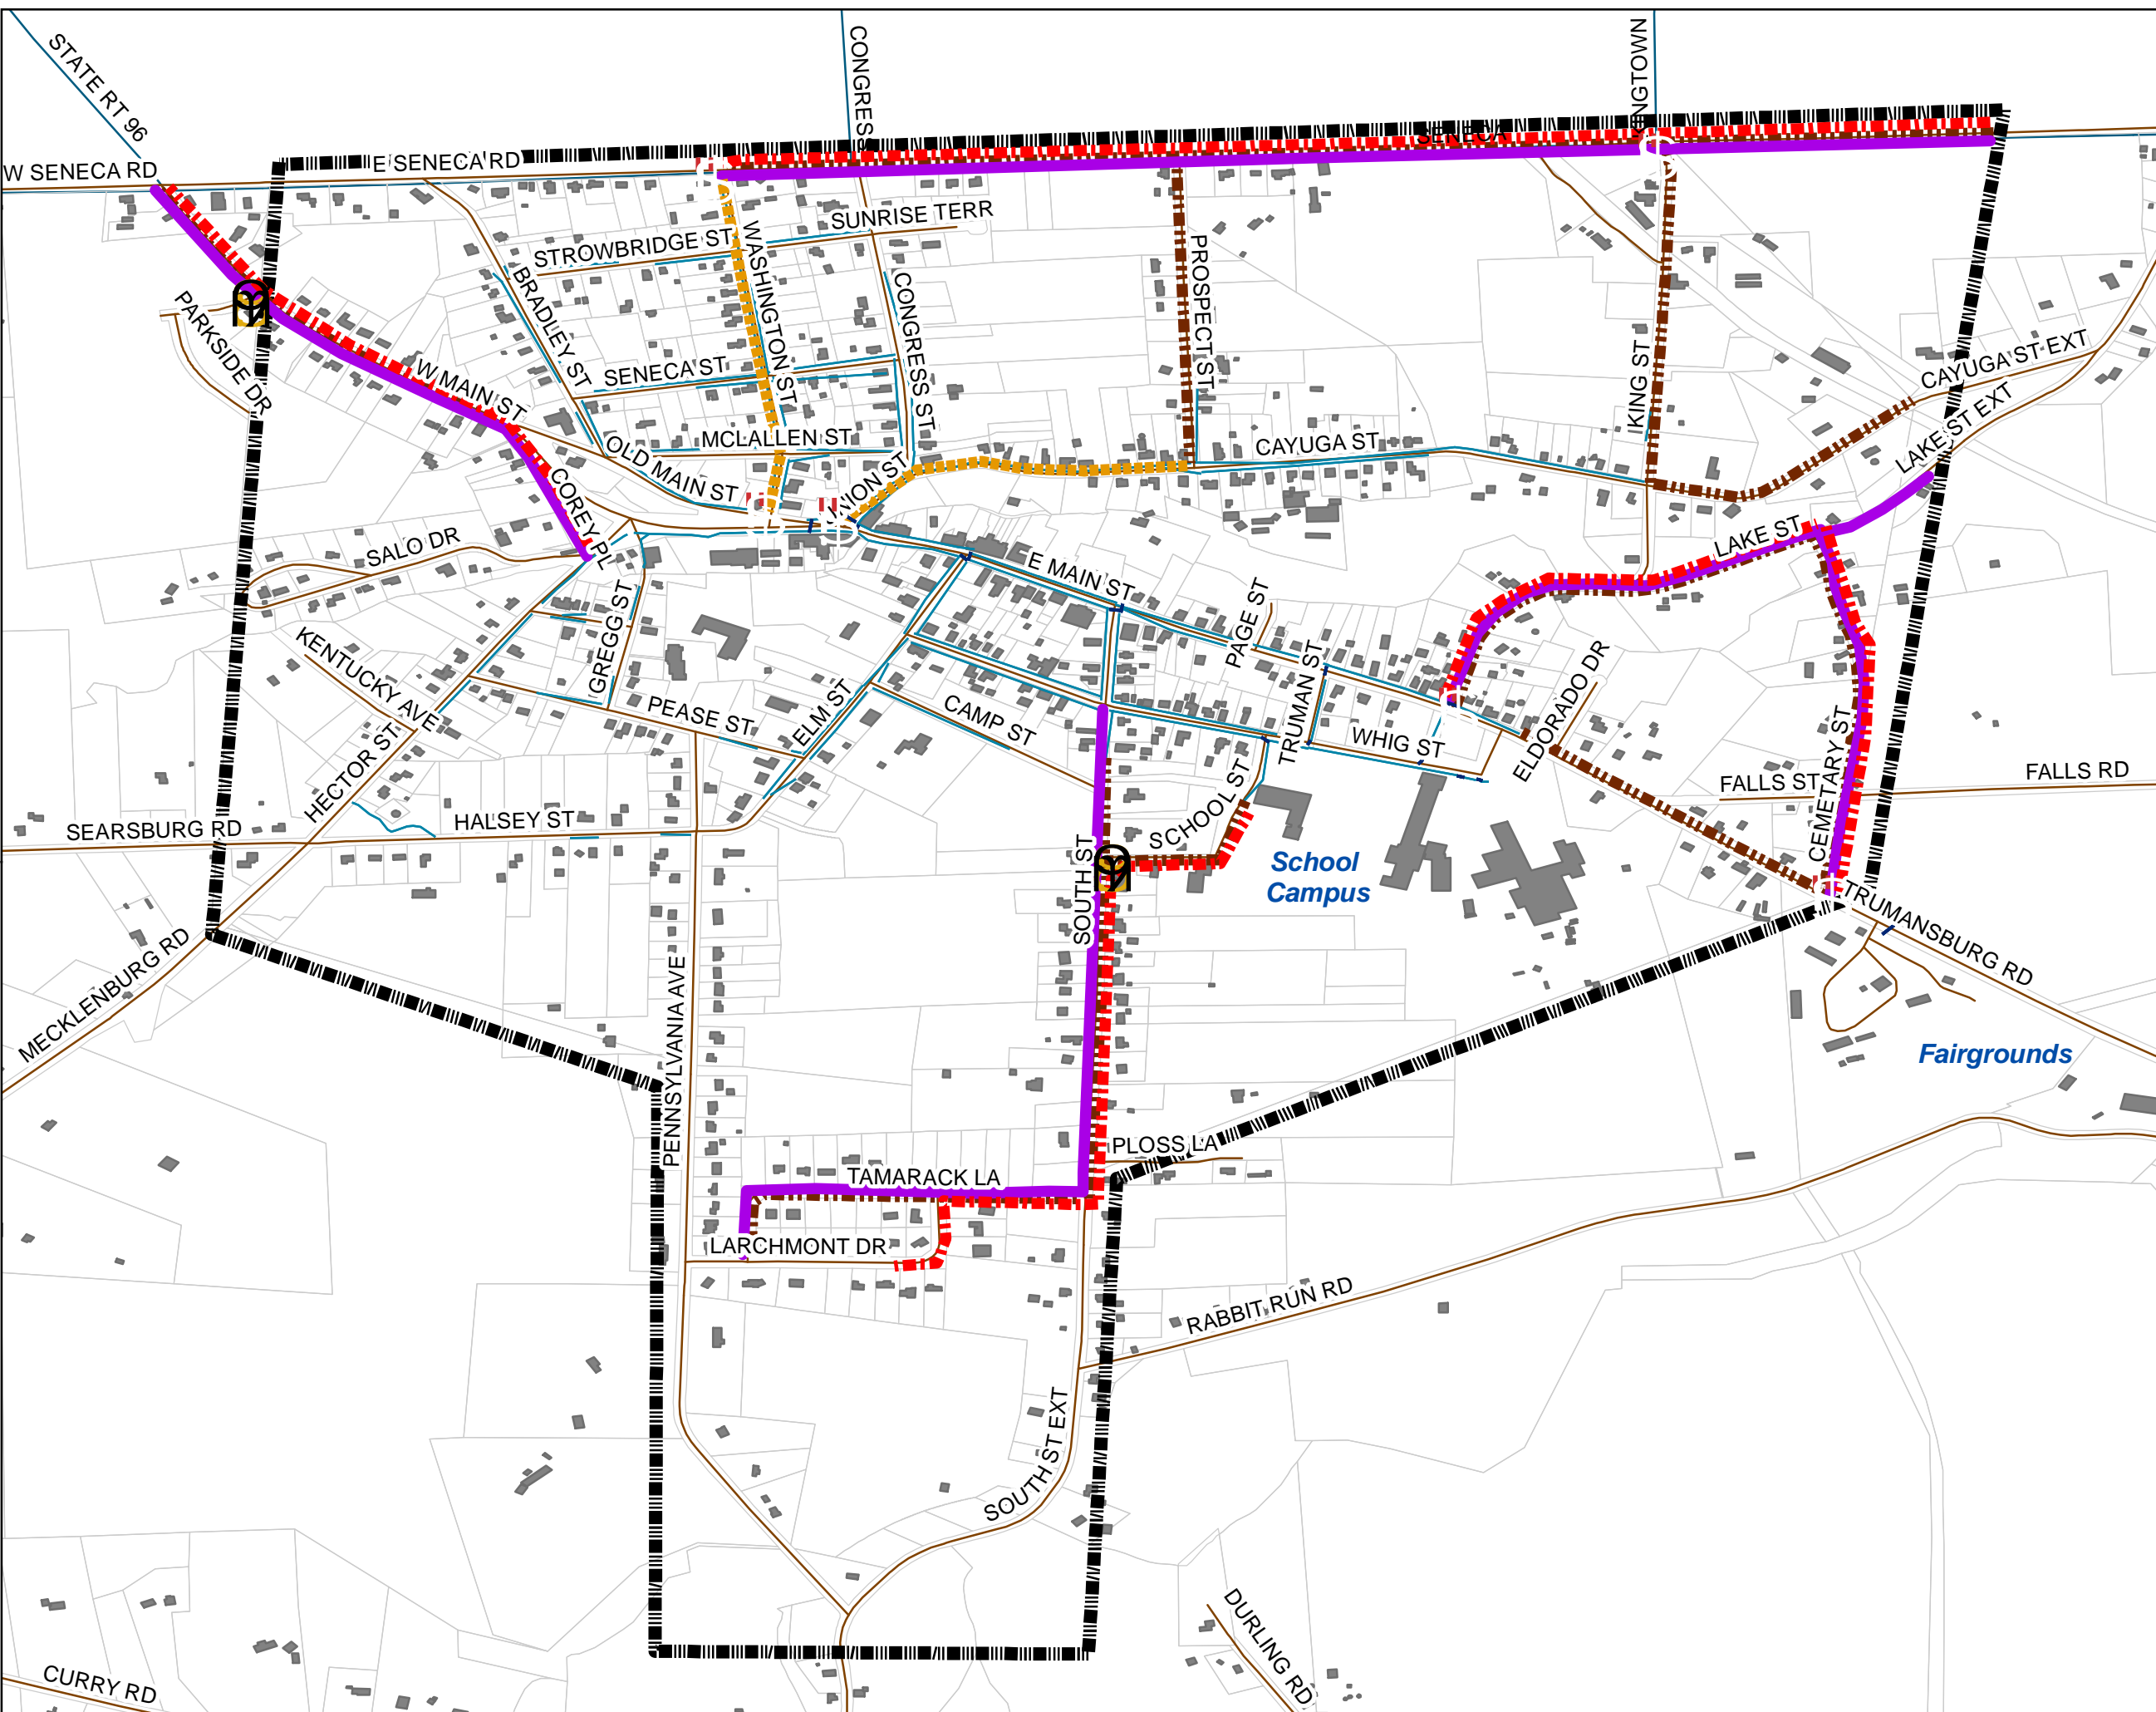 STATE RT 96
CONGRES
W SENECA RD
E SENECA RD
SENECA
SUNRISE TERR
STROWBRIDGE ST
WASHINGTON ST
BRADLEY ST
PROSPECT ST
PARKSIDE DR
CONGRESS ST
SENECA ST
W MAIN ST
KING ST
CAYUGA ST EXT
LAKE ST EXT
MCLALLEN ST
CAYUGA ST
OLD MAIN ST
UNION ST
COREY PL
LAKE ST
SALO DR
E MAIN ST
PAGE ST
GREGG ST
KENTUCKY AVE
TRUMAN ST
ELDORADO DR
PEASE ST
ELM ST
CAMP ST
WHIG ST
CEMETARY ST
HECTOR ST
FALLS ST
FALLS RD
SEARSBURG RD
HALSEY ST
SCHOOL ST
SOUTH ST
School
Campus
TRUMANSBURG RD
MECKLENBURG RD
PENNSYLVANIA AVE
Fairgrounds
PLOSS LA
TAMARACK LA
LARCHMONT DR
RABBIT RUN RD
SOUTH ST EXT
DURLING RD
CURRY RD